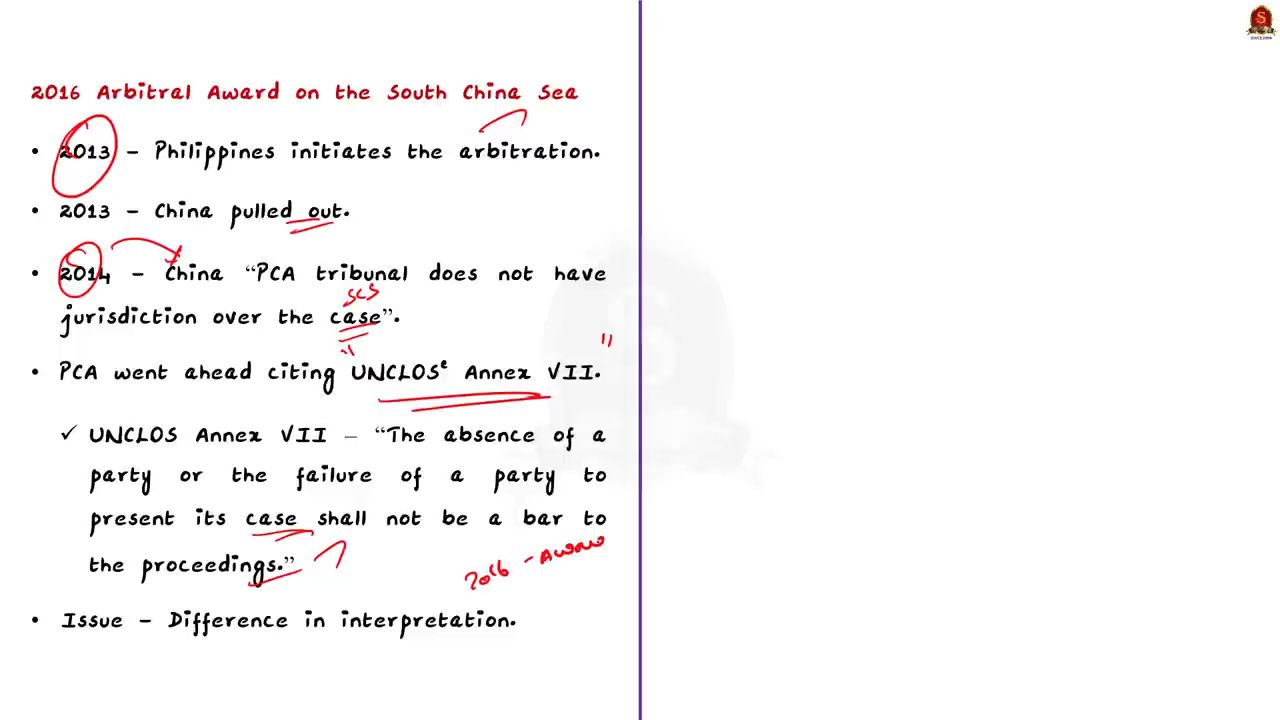 2016 Arbitral Award on the South China Sea
• 2013 – Philippines initiates the arbitration.
• 2013 – China pulled out.
• 2014 – China “PCA tribunal does not have
SCS
jurisdiction over the case”.
• PCA went ahead citing UNCLOS Annex VII.
✓ UNCLOS Annex VII – “The absence of a
party or the failure of a party to
present its case shall not be a bar to
the proceedings.”
2016 - Award
• Issue – Difference in interpretation.